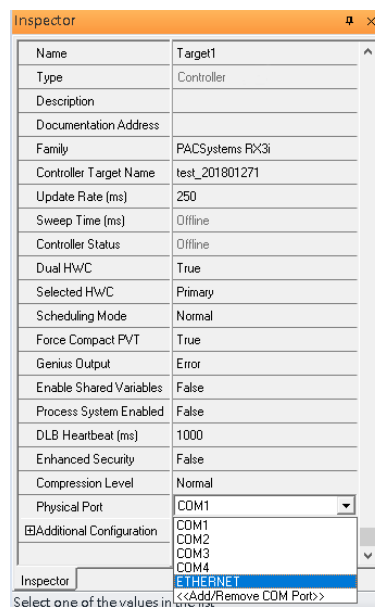 Inspector
Name Target1
Type Controller
Description
Documentation Address
Family PACSystems RX3i
Controller Target Name test_201801271
Update Rate (ms) 250
Sweep Time (ms) Offline
Controller Status Offline
Dual HWC True
Selected HWC Primary
Scheduling Mode Normal
Force Compact PVT True
Genius Output Error
Enable Shared Variables False
Process System Enabled False
DLB Heartbeat (ms) 1000
Enhanced Security False
Compression Level Normal
Physical Port COM1
Additional Configuration
COM1
COM2
COM3
COM4
ETHERNET
<<Add/Remove COM Port>>
Inspector
Select one of the values in the list